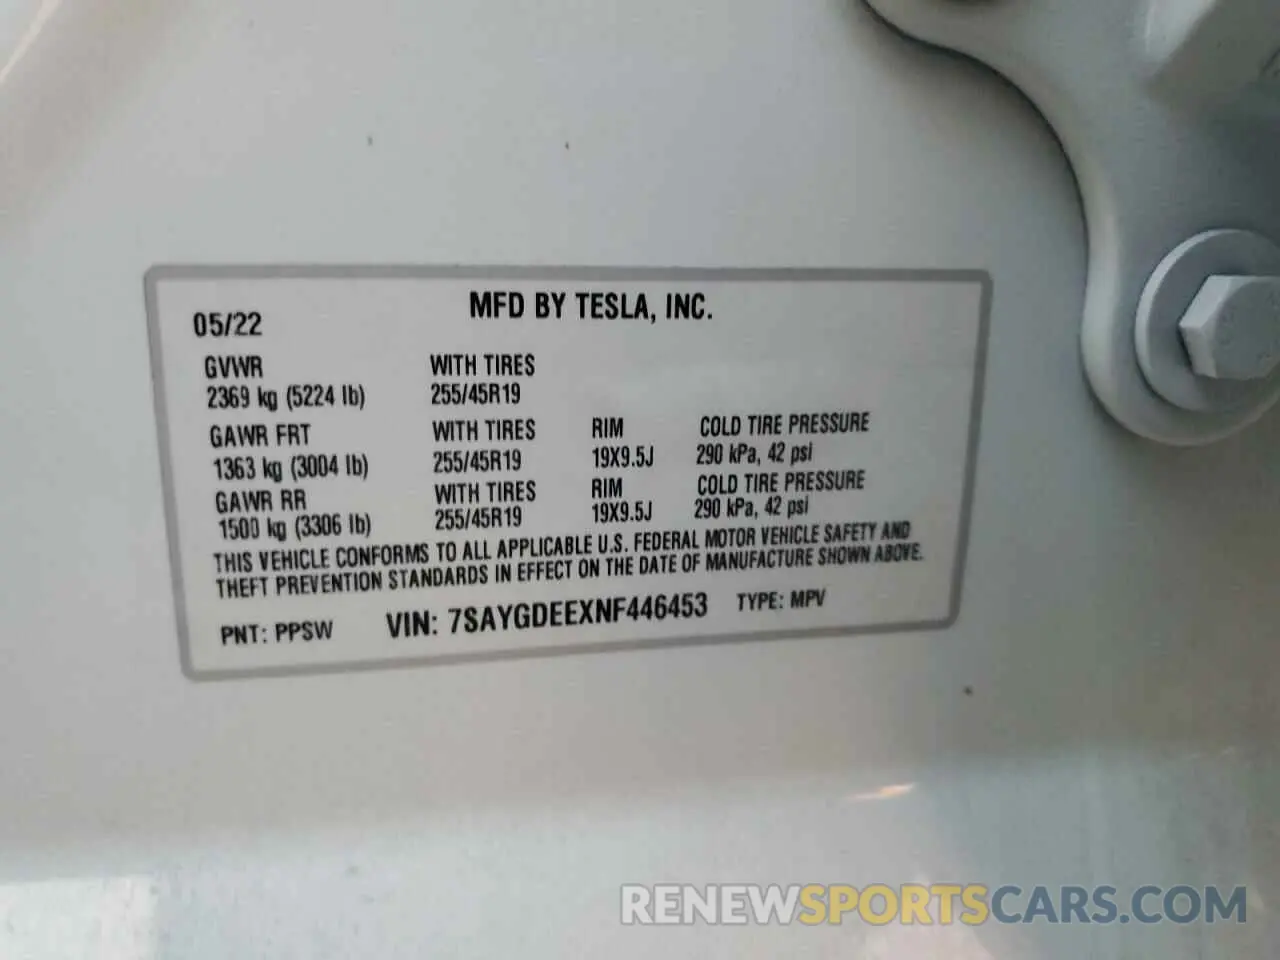 MFD BY TESLA, INC.
05/22
GVWR WITH TIRES
2369 kg (5224 lb) 255/45R19
GAWR FRT WITH TIRES RIM COLD TIRE PRESSURE
1363 kg (3004 lb) 255/45R19 19X9.5J 290 kPa, 42 psi
GAWR RR WITH TIRES RIM COLD TIRE PRESSURE
1500 kg (3306 lb) 255/45R19 19X9.5J 290 kPa, 42 psi
THIS VEHICLE CONFORMS TO ALL APPLICABLE U.S. FEDERAL MOTOR VEHICLE SAFETY AND
THEFT PREVENTION STANDARDS IN EFFECT ON THE DATE OF MANUFACTURE SHOWN ABOVE.
PNT: PPSW VIN: 7SAYGDEEXNF446453 TYPE: MPV
RENEWSPORTSCARS.COM